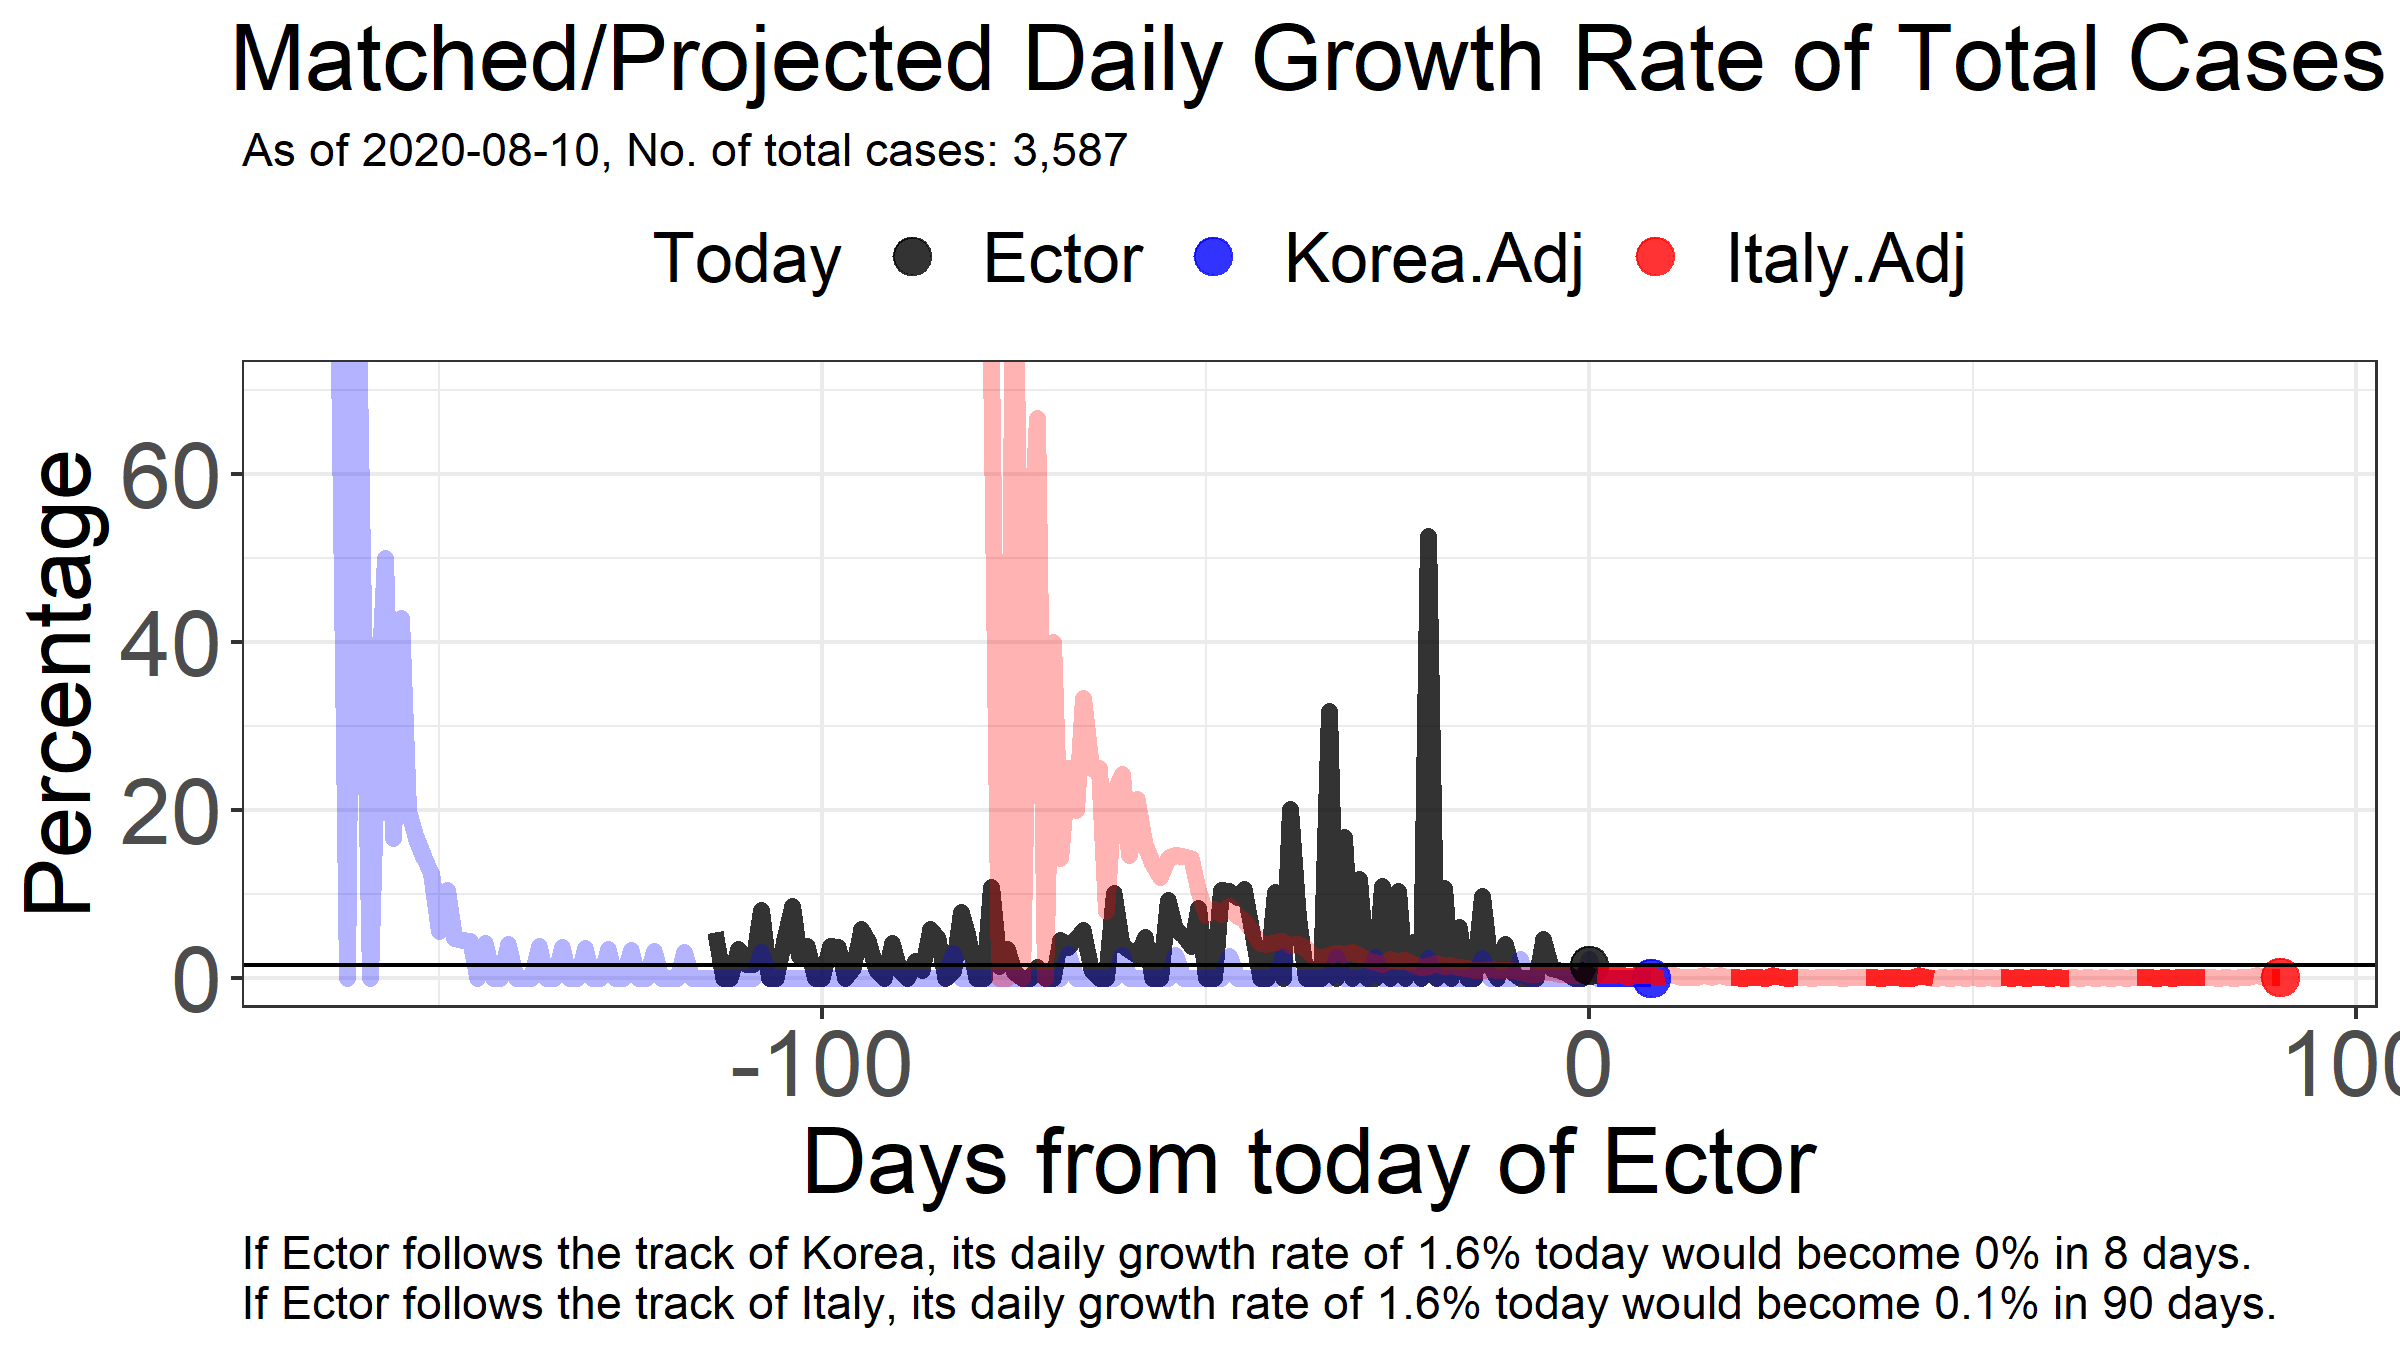 Matched/Projected Daily Growth Rate of Total Cases
As of 2020-08-10, No. of total cases: 3,587
Today Ector Korea.Adj Italy.Adj
Percentage
60
40
20
0
-100 0 100
Days from today of Ector
If Ector follows the track of Korea, its daily growth rate of 1.6% today would become 0% in 8 days.
If Ector follows the track of Italy, its daily growth rate of 1.6% today would become 0.1% in 90 days.